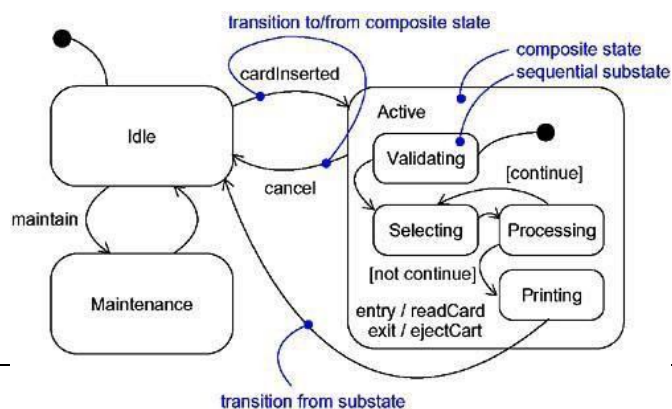 transition to/from composite state
cardInserted
composite state
sequential substate
Active
Idle
Validating
[continue]
cancel
maintain
Selecting
Processing
[not continue]
Maintenance
Printing
entry / readCard
exit / ejectCart
transition from substate